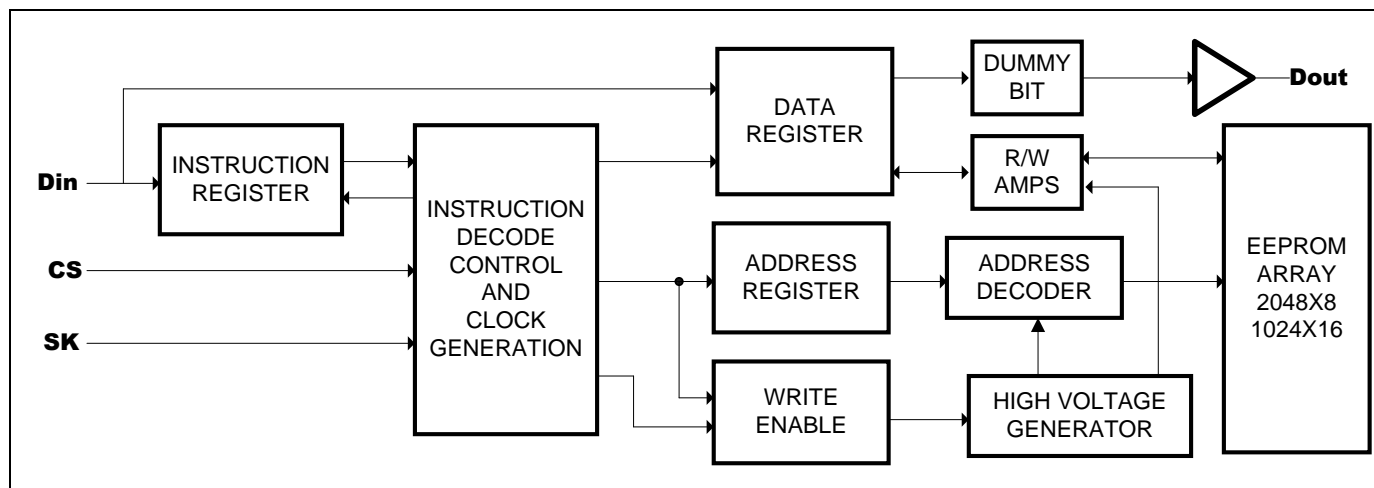 DUMMY
BIT
Dout
DATA
REGISTER
Din
INSTRUCTION
REGISTER
R/W
AMPS
INSTRUCTION
DECODE
CONTROL
AND
CLOCK
GENERATION
CS
SK
ADDRESS
REGISTER
ADDRESS
DECODER
EEPROM
ARRAY
2048X8
1024X16
WRITE
ENABLE
HIGH VOLTAGE
GENERATOR